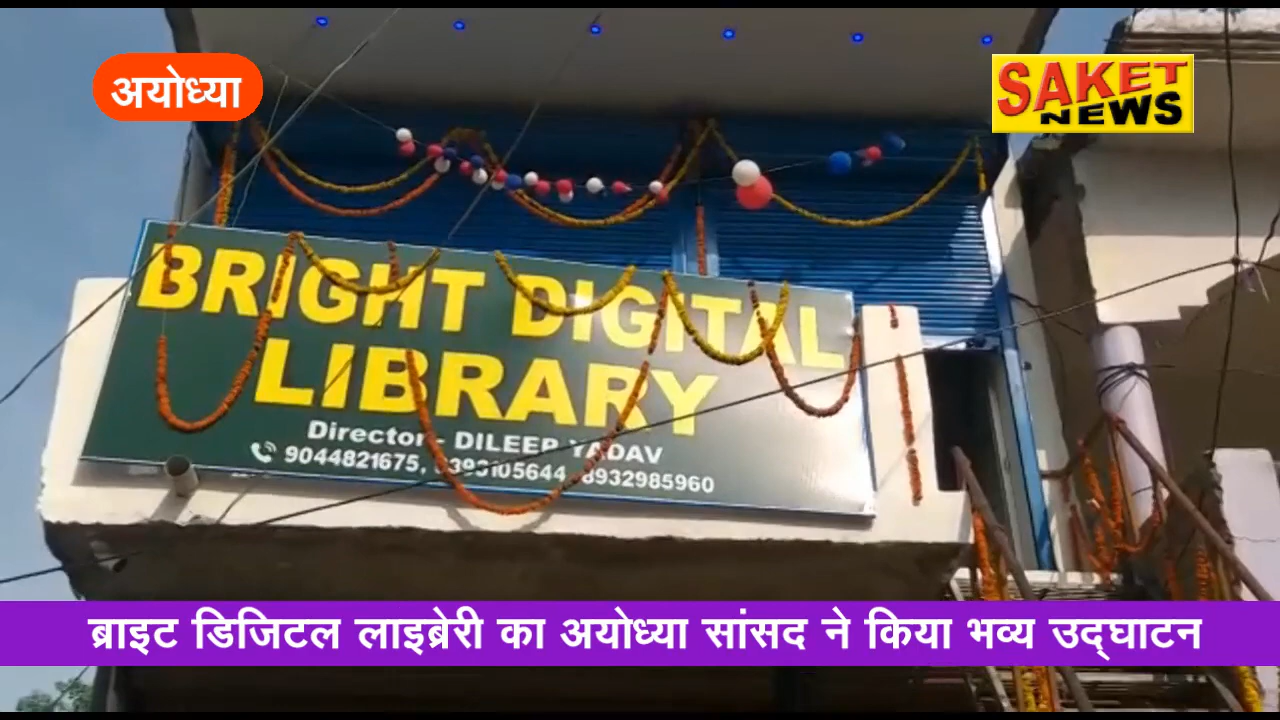 अयोध्या
SAKET
NEWS
BRIGHT DIGITAL
LIBRARY
Director - DILEEP YADAV
9044821675, 8932985960
ब्राइट डिजिटल लाइब्रेरी का अयोध्या सांसद ने किया भव्य उद्घाटन